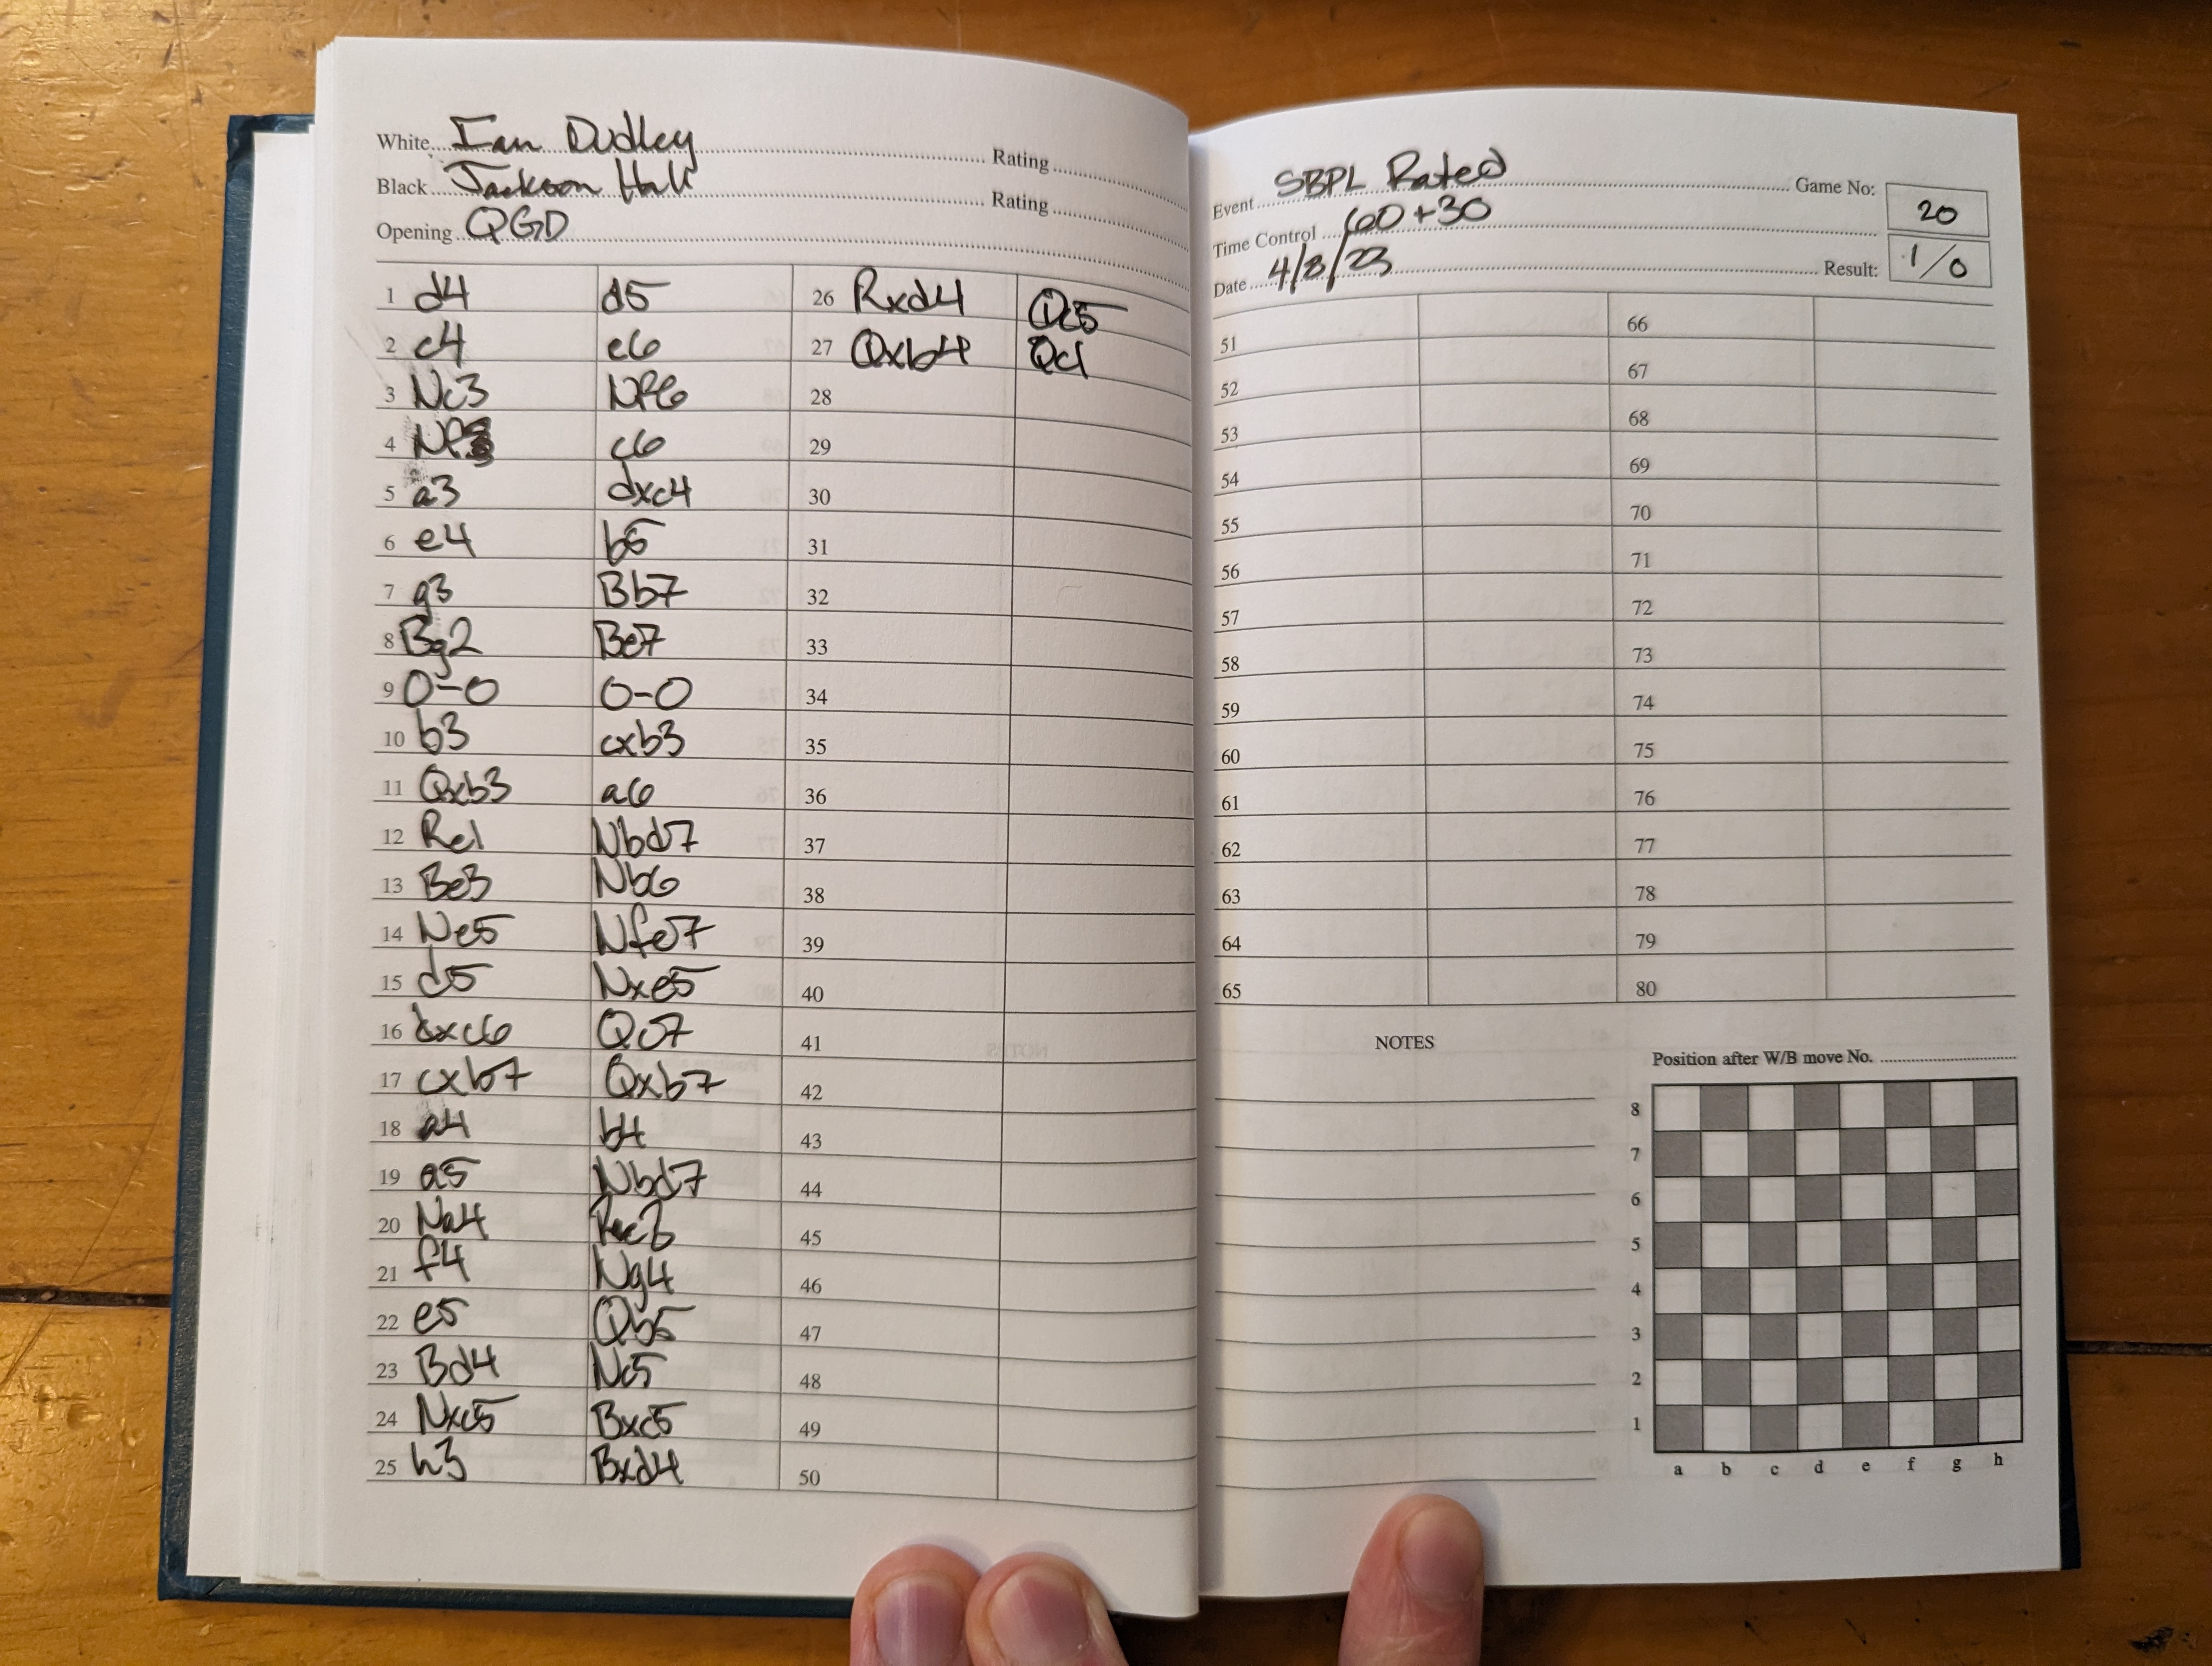 White Ian Dudley Rating
Black Jackson Hall Rating
Opening QGD
1 d4 d5 26 Rxd4 Qc5
2 c4 e6 27 Qxb4 Qc1
3 Nc3 Nf6 28
4 Nf3 c6 29
5 a3 dxc4 30
6 e4 b5 31
7 g3 Bb7 32
8 Bg2 Be7 33
9 O-O O-O 34
10 b3 cxb3 35
11 Qxb3 a6 36
12 Re1 Nbd7 37
13 Be3 Nb6 38
14 Ne5 Nfd7 39
15 d5 Nxe5 40
16 dxc6 Qc7 41
17 cxb7 Qxb7 42
18 a4 b4 43
19 a5 Nbd7 44
20 Na4 45
21 f4 Ng4 46
22 e5 Qb5 47
23 Bd4 Nc5 48
24 Nxc5 Bxc5 49
25 h3 Bxd4 50
Event SBPL Rated Game No: 20
Time Control 60+30
Date 4/8/23 Result: 1/0
51 66
52 67
53 68
54 69
55 70
56 71
57 72
58 73
59 74
60 75
61 76
62 77
63 78
64 79
65 80
NOTES
Position after W/B move No.
8
7
6
5
4
3
2
1
a b c d e f g h